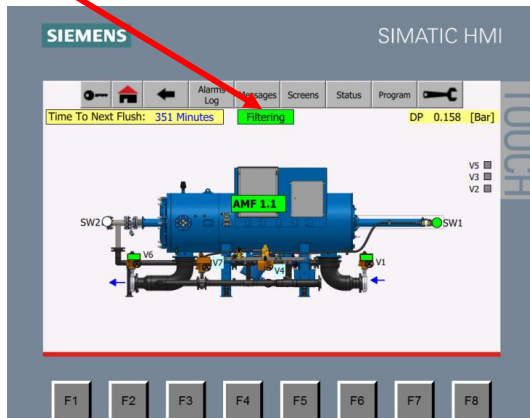 SIEMENS
SIMATIC HMI
TOUCH
Alarms Log
Messages
Screens
Status
Program
Time To Next Flush: 351 Minutes
Filtering
DP 0.158 [Bar]
V5
V3
V2
AMF 1.1
SW2
SW1
V6
V7
V4
V1
F1
F2
F3
F4
F5
F6
F7
F8